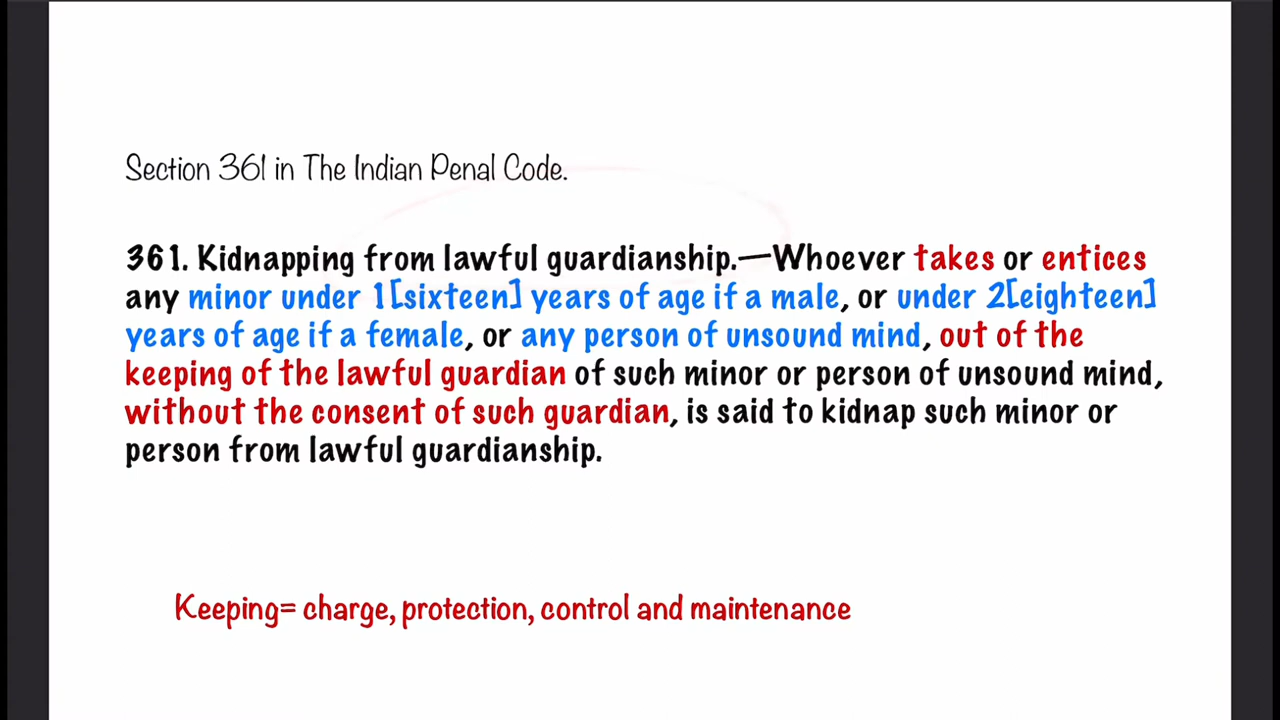 Section 361 in The Indian Penal Code.
361. Kidnapping from lawful guardianship.—Whoever takes or entices
any minor under 1[sixteen] years of age if a male, or under 2[eighteen]
years of age if a female, or any person of unsound mind, out of the
keeping of the lawful guardian of such minor or person of unsound mind,
without the consent of such guardian, is said to kidnap such minor or
person from lawful guardianship.
Keeping= charge, protection, control and maintenance